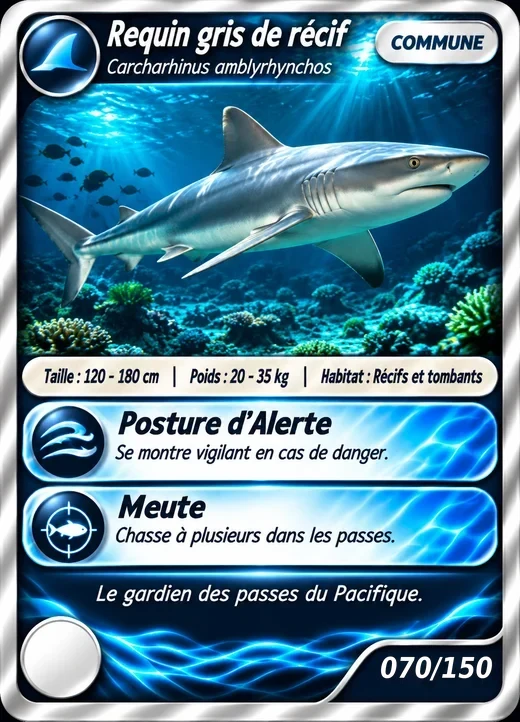 Requin gris de récif
COMMUNE
Carcharhinus amblyrhynchos
Taille : 120 - 180 cm | Poids : 20 - 35 kg | Habitat : Récifs et tombants
Posture d'Alerte
Se montre vigilant en cas de danger.
Meute
Chasse à plusieurs dans les passes.
Le gardien des passes du Pacifique.
070/150